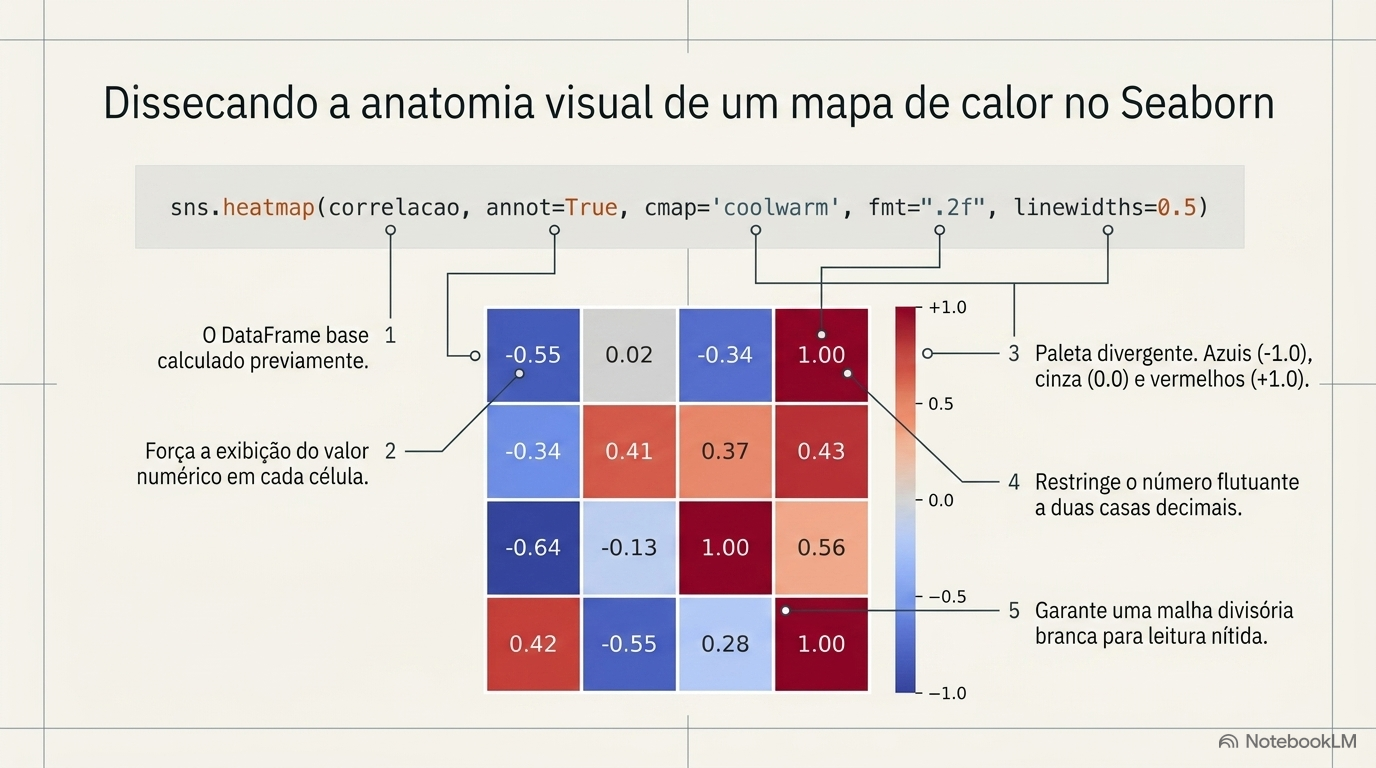 Dissecando a anatomia visual de um mapa de calor no Seaborn
sns.heatmap(correlacao, annot=True, cmap='coolwarm', fmt=".2f", linewidths=0.5)
O DataFrame base 1
calculado previamente.
Força a exibição do valor 2
numérico em cada célula.
-0.55 0.02 -0.34 1.00
-0.34 0.41 0.37 0.43
-0.64 -0.13 1.00 0.56
0.42 -0.55 0.28 1.00
+1.0
0.5
0.0
−0.5
−1.0
3 Paleta divergente. Azuis (-1.0),
cinza (0.0) e vermelhos (+1.0).
4 Restringe o número flutuante
a duas casas decimais.
5 Garante uma malha divisória
branca para leitura nítida.
NotebookLM